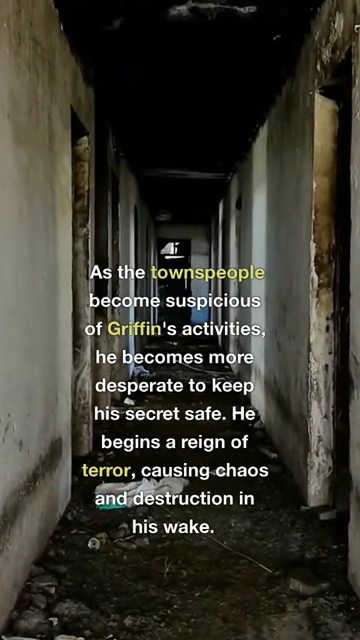 As the townspeople
become suspicious
of Griffin's activities,
he becomes more
desperate to keep
his secret safe. He
begins a reign of
terror, causing chaos
and destruction in
his wake.